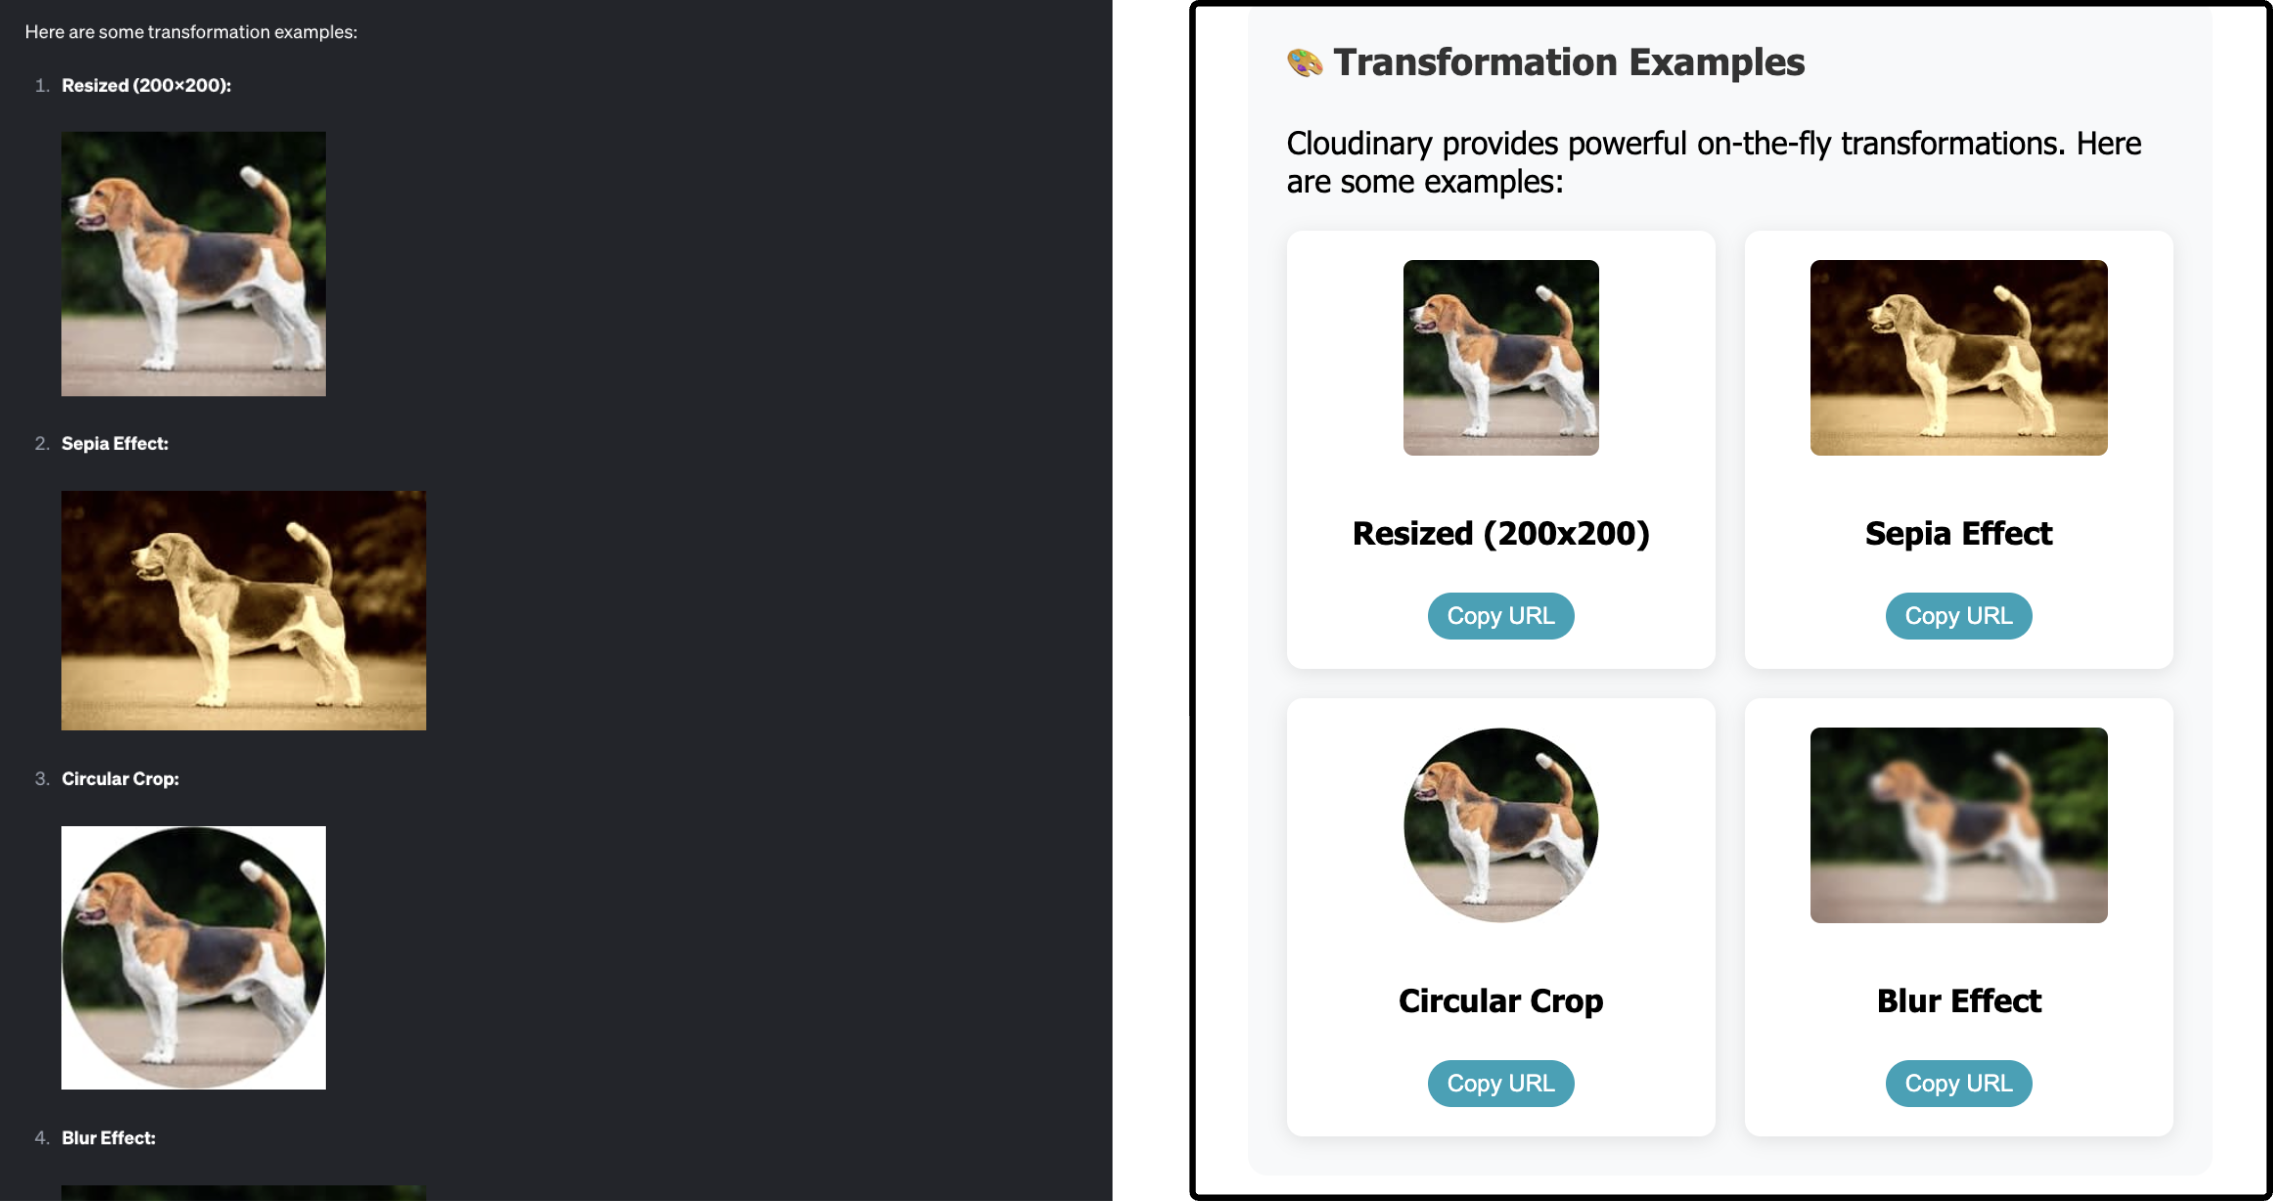 Here are some transformation examples:
1. Resized (200×200):
2. Sepia Effect:
3. Circular Crop:
4. Blur Effect:
🎨 Transformation Examples
Cloudinary provides powerful on-the-fly transformations. Here
are some examples:
Resized (200x200)
Copy URL
Sepia Effect
Copy URL
Circular Crop
Copy URL
Blur Effect
Copy URL